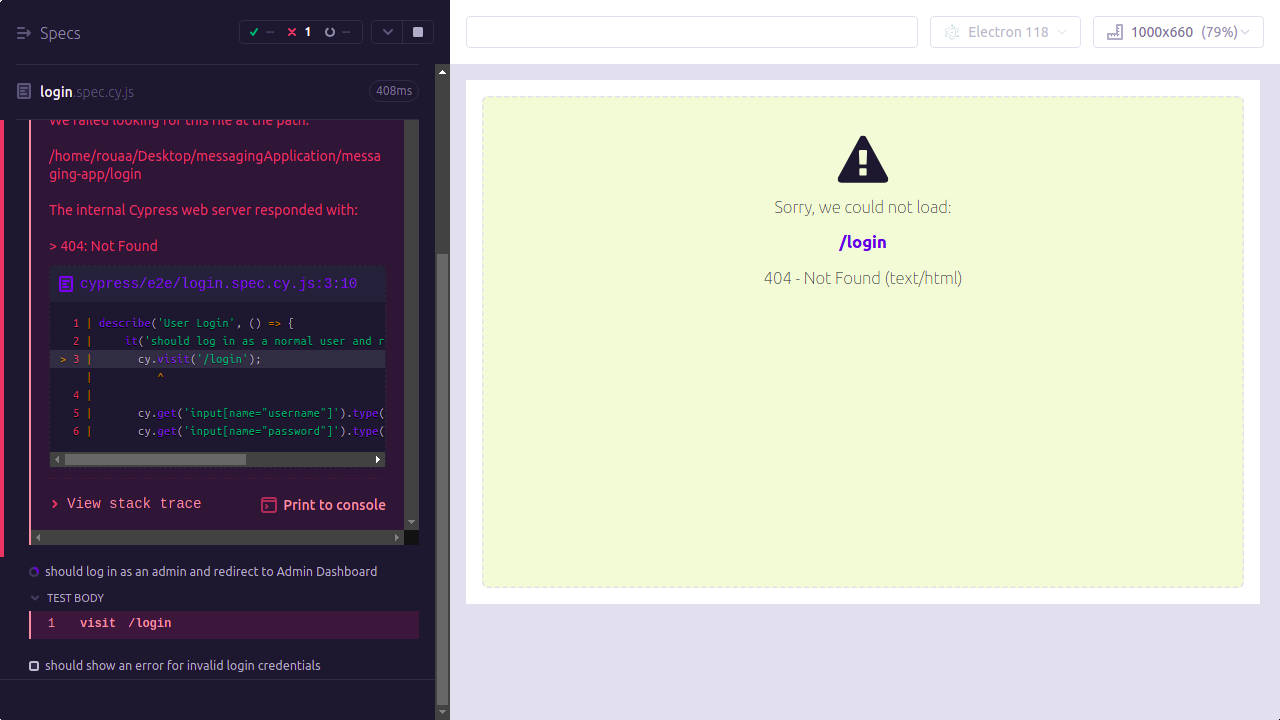 Specs
--
1
--
Electron 118
1000x660 (79%)
login.spec.cy.js
408ms
We failed looking for this file at the path:
/home/rouaa/Desktop/messagingApplication/messa
ging-app/login
The internal Cypress web server responded with:
> 404: Not Found
cypress/e2e/login.spec.cy.js:3:10
1 | describe('User Login', () => {
2 | it('should log in as a normal user and r
> 3 | cy.visit('/login');
| ^
4 |
5 | cy.get('input[name="username"]').type(
6 | cy.get('input[name="password"]').type(
> View stack trace
Print to console
should log in as an admin and redirect to Admin Dashboard
TEST BODY
1 visit /login
should show an error for invalid login credentials
Sorry, we could not load:
/login
404 - Not Found (text/html)